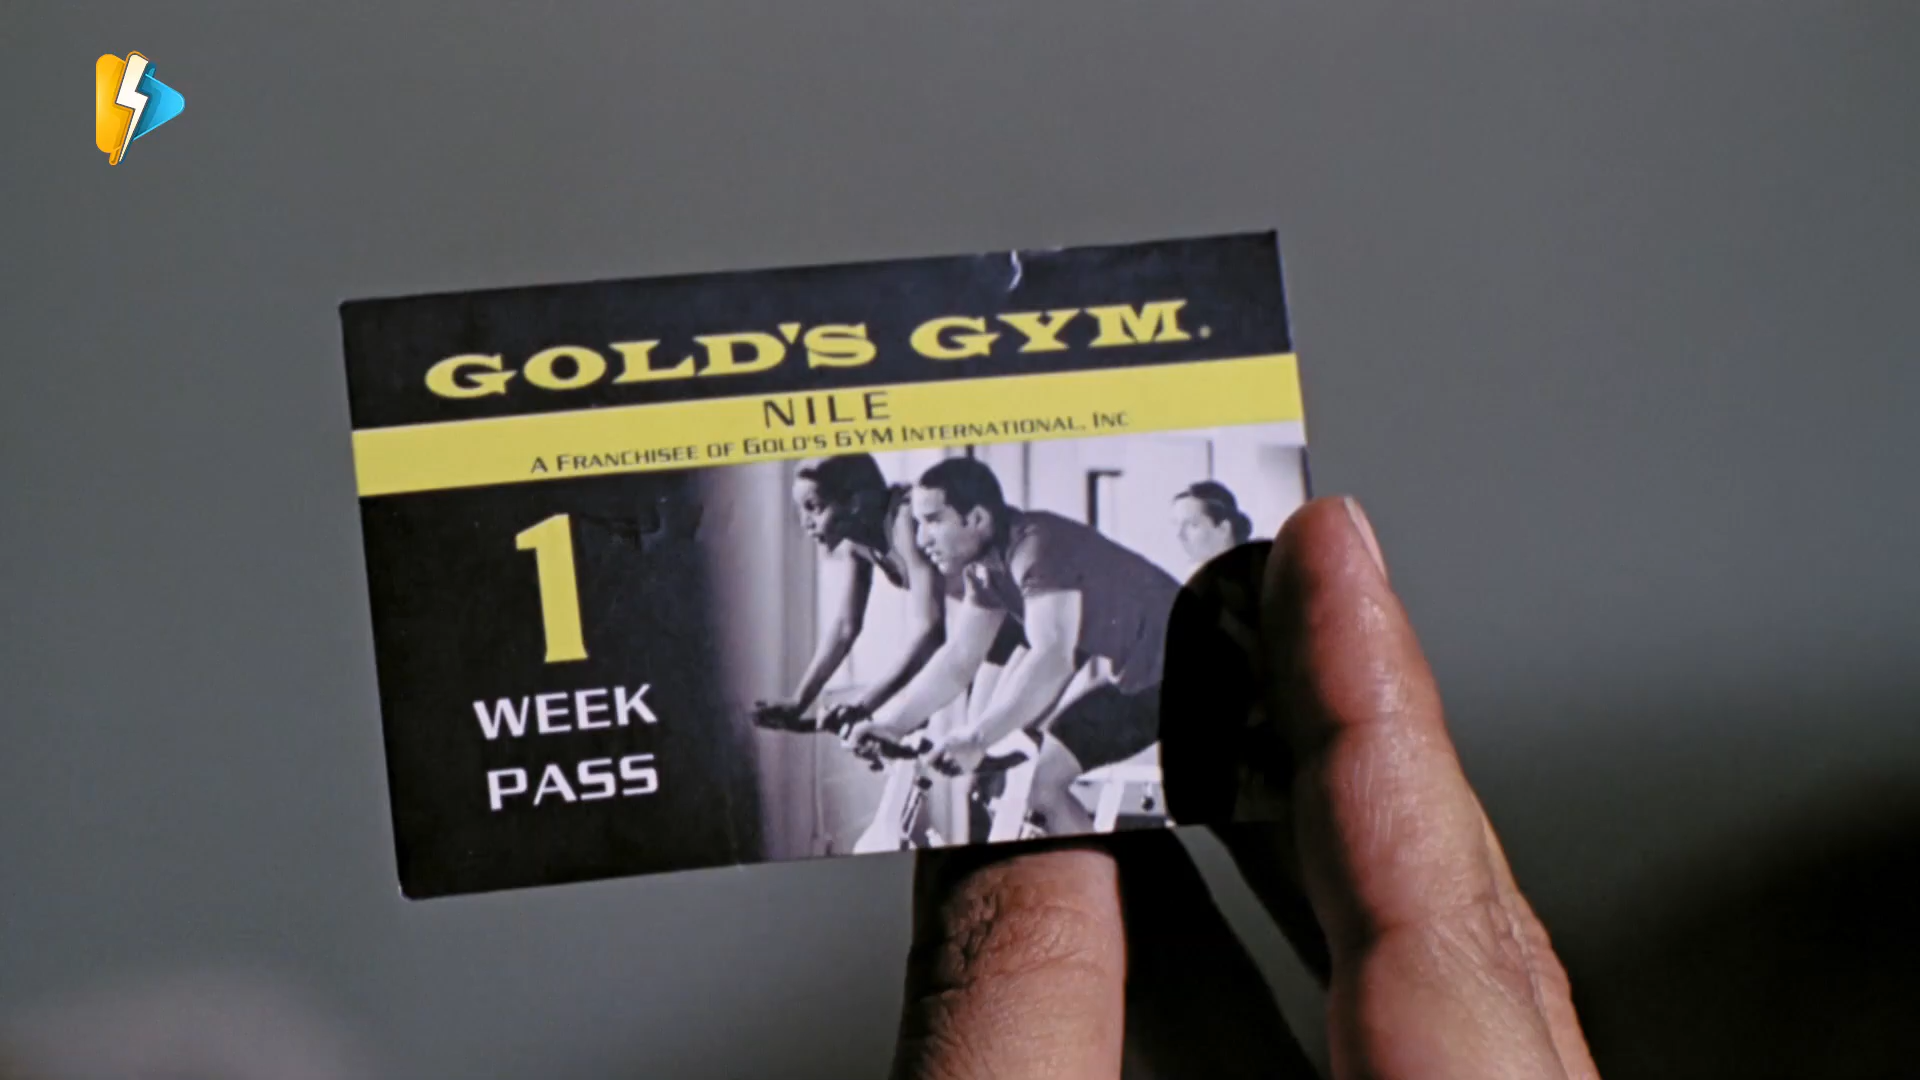 GOLD'S GYM.
NILE
A FRANCHISEE OF GOLD'S GYM INTERNATIONAL, INC
1
WEEK
PASS